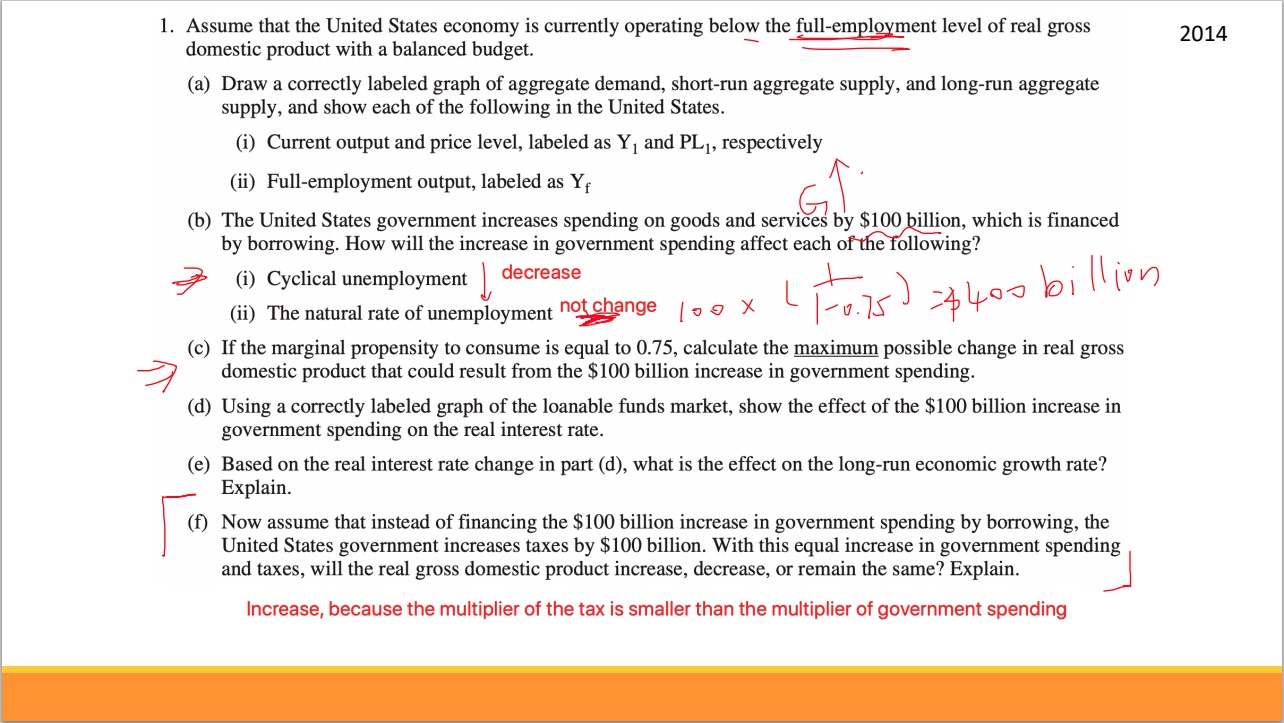 1. Assume that the United States economy is currently operating below the full-employment level of real gross
domestic product with a balanced budget.
2014
(a) Draw a correctly labeled graph of aggregate demand, short-run aggregate supply, and long-run aggregate
supply, and show each of the following in the United States.
(i) Current output and price level, labeled as Y₁ and PL₁, respectively
(ii) Full-employment output, labeled as Yf
G↑
(b) The United States government increases spending on goods and services by $100 billion, which is financed
by borrowing. How will the increase in government spending affect each of the following?
(i) Cyclical unemployment ↓ decrease
(ii) The natural rate of unemployment not change
100 × (1/1-0.75) = $400 billion
(c) If the marginal propensity to consume is equal to 0.75, calculate the maximum possible change in real gross
domestic product that could result from the $100 billion increase in government spending.
(d) Using a correctly labeled graph of the loanable funds market, show the effect of the $100 billion increase in
government spending on the real interest rate.
(e) Based on the real interest rate change in part (d), what is the effect on the long-run economic growth rate?
Explain.
(f) Now assume that instead of financing the $100 billion increase in government spending by borrowing, the
United States government increases taxes by $100 billion. With this equal increase in government spending
and taxes, will the real gross domestic product increase, decrease, or remain the same? Explain.
Increase, because the multiplier of the tax is smaller than the multiplier of government spending